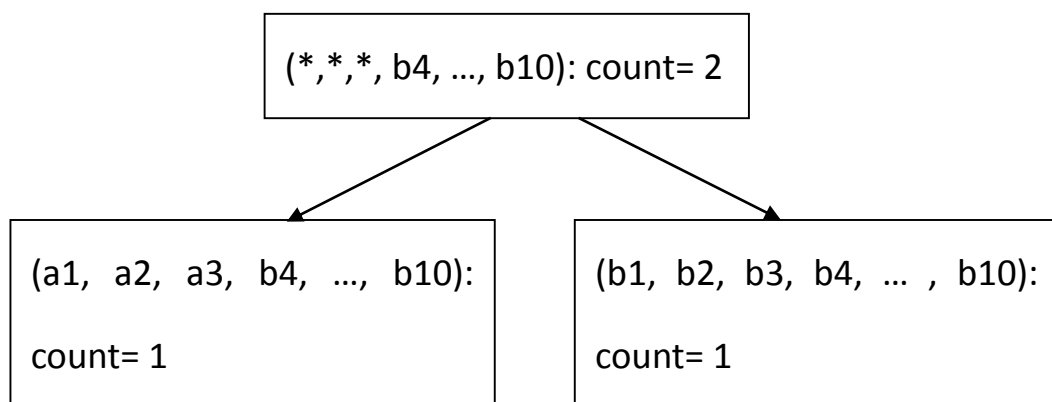 (*,*,*, b4, ..., b10): count= 2
(a1, a2, a3, b4, ..., b10):
count= 1
(b1, b2, b3, b4, ... , b10):
count= 1